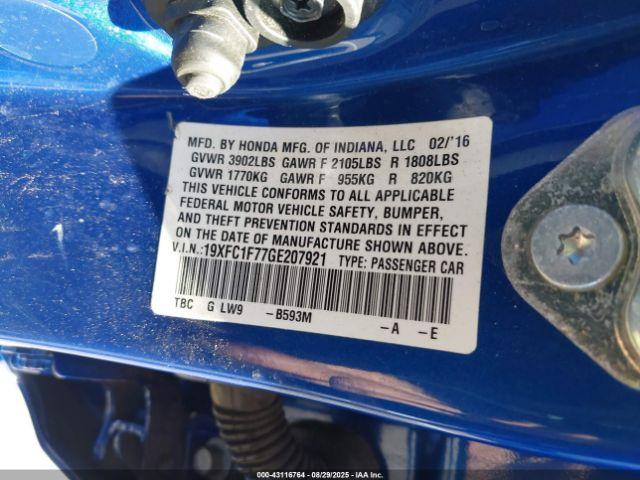 MFD. BY HONDA MFG. OF INDIANA, LLC 02/'16
GVWR 3902LBS GAWR F 2105LBS R 1808LBS
GVWR 1770KG GAWR F 955KG R 820KG
THIS VEHICLE CONFORMS TO ALL APPLICABLE
FEDERAL MOTOR VEHICLE SAFETY, BUMPER,
AND THEFT PREVENTION STANDARDS IN EFFECT
ON THE DATE OF MANUFACTURE SHOWN ABOVE.
V.I.N.:19XFC1F77GE207921 TYPE: PASSENGER CAR
TBC G LW9 -B593M -A -E
000-43116764 - 08/29/2025 - IAA Inc.